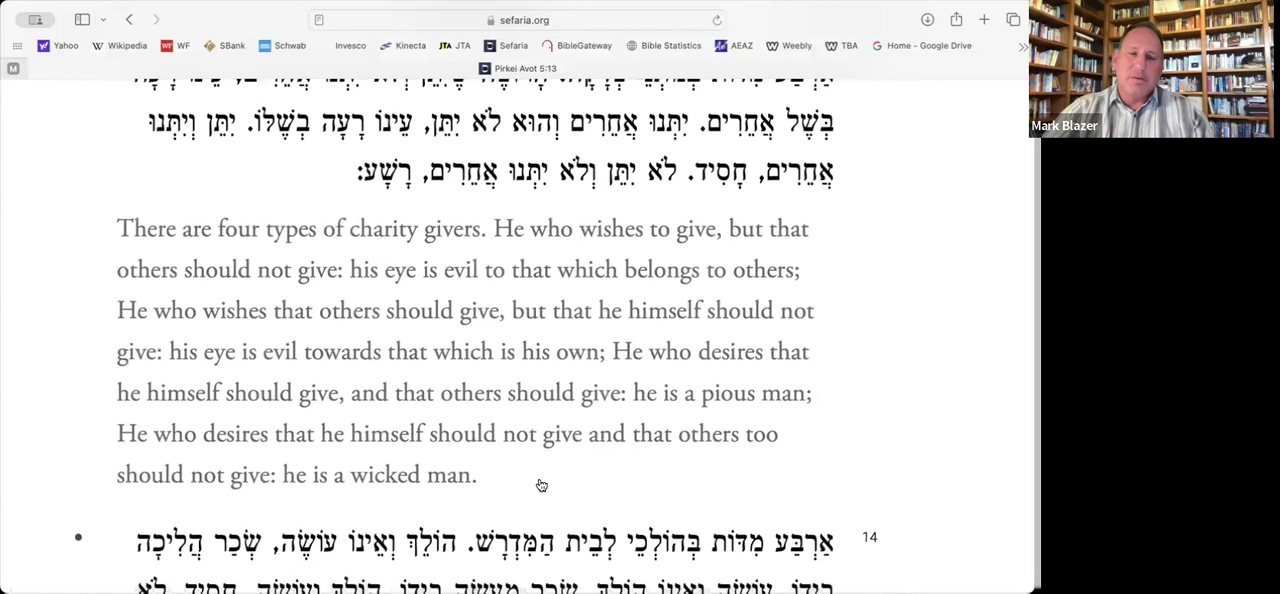 sefaria.org
Yahoo Wikipedia WF SBank Schwab Invesco Kinecta JTA Sefaria BibleGateway Bible Statistics AEAZ Weebly TBA Home - Google Drive
M Pirkei Avot 5:13
Mark Blazer
בְּשֶׁל אֲחֵרִים. יִתְּנוּ אֲחֵרִים וְהוּא לֹא יִתֵּן, עֵינוֹ רָעָה בְשֶׁלּוֹ. יִתֵּן וְיִתְּנוּ
אֲחֵרִים, חָסִיד. לֹא יִתֵּן וְלֹא יִתְּנוּ אֲחֵרִים, רָשָׁע:
There are four types of charity givers. He who wishes to give, but that
others should not give: his eye is evil to that which belongs to others;
He who wishes that others should give, but that he himself should not
give: his eye is evil towards that which is his own; He who desires that
he himself should give, and that others should give: he is a pious man;
He who desires that he himself should not give and that others too
should not give: he is a wicked man.
14
אַרְבַּע מִדּוֹת בְּהוֹלְכֵי לְבֵית הַמִּדְרָשׁ. הוֹלֵךְ וְאֵינוֹ עוֹשֶׂה, שְׂכַר הֲלִיכָה